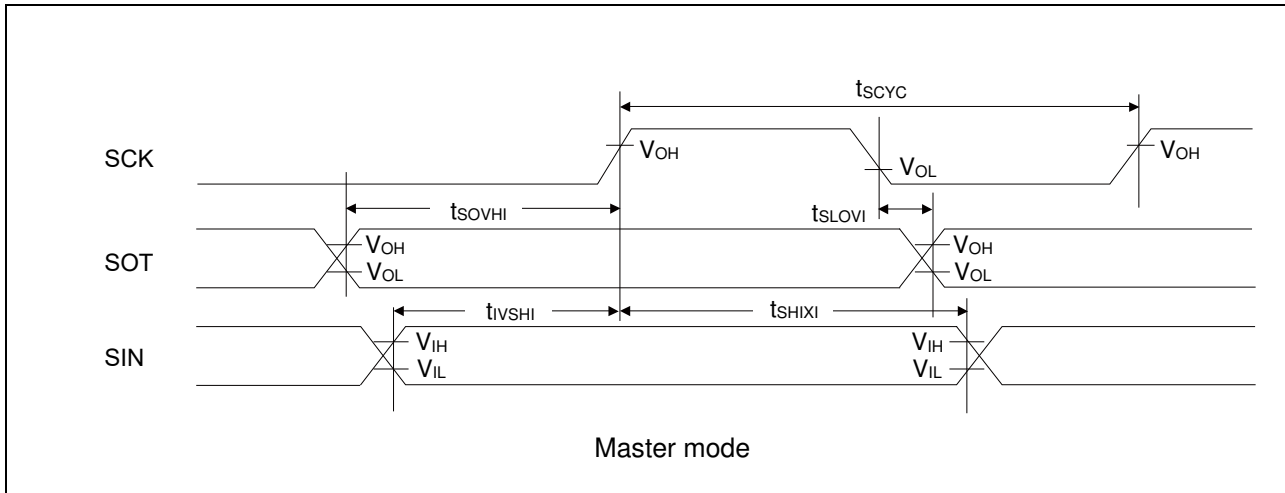 tSCYC
SCK
VOH
VOL
VOH
tSOVHI
tSLOVI
SOT
VOH
VOL
VOH
VOL
tIVSHI
tSHIXI
SIN
VIH
VIL
VIH
VIL
Master mode